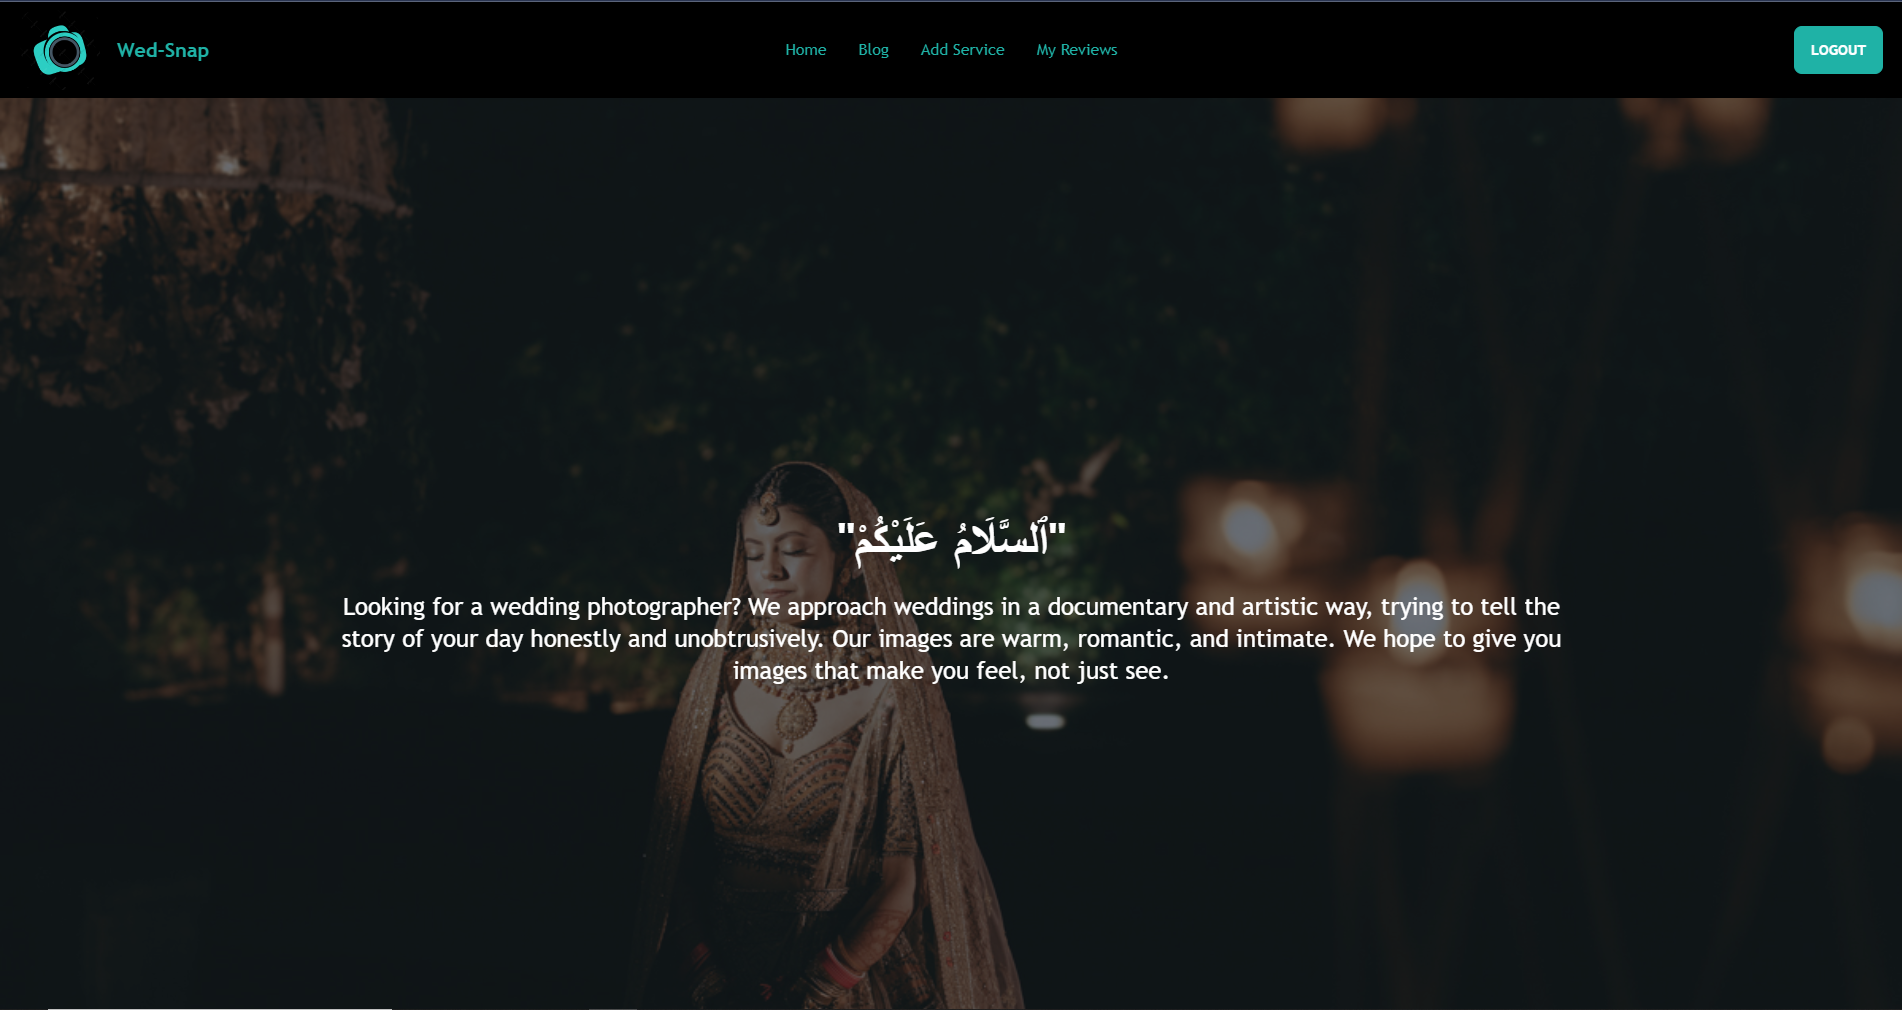 Wed-Snap
Home
Blog
Add Service
My Reviews
LOGOUT
"ٱلسَّلَامُ عَلَيْكُمْ"
Looking for a wedding photographer? We approach weddings in a documentary and artistic way, trying to tell the
story of your day honestly and unobtrusively. Our images are warm, romantic, and intimate. We hope to give you
images that make you feel, not just see.